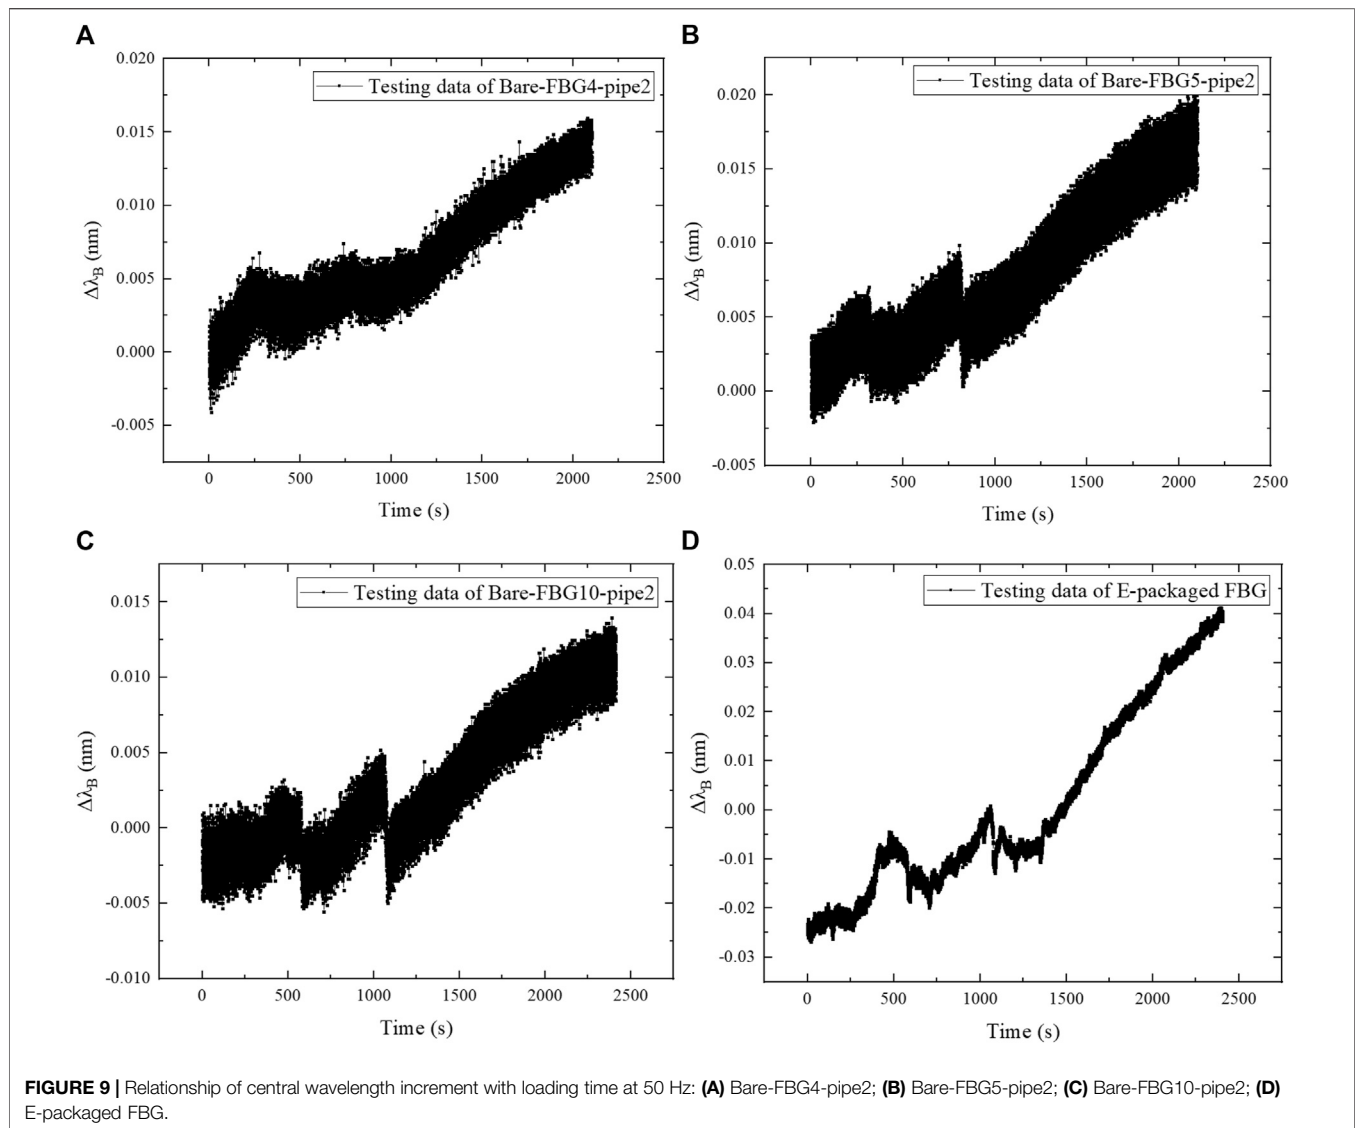 A
0.020
0.015
0.010
0.005
0.000
-0.005
Δλ_B (nm)
Testing data of Bare-FBG4-pipe2
0 500 1000 1500 2000 2500
Time (s)
B
0.020
0.015
0.010
0.005
0.000
-0.005
Δλ_B (nm)
Testing data of Bare-FBG5-pipe2
0 500 1000 1500 2000 2500
Time (s)
C
0.015
0.010
0.005
0.000
-0.005
-0.010
Δλ_B (nm)
Testing data of Bare-FBG10-pipe2
0 500 1000 1500 2000 2500
Time (s)
D
0.05
0.04
0.03
0.02
0.01
0.00
-0.01
-0.02
-0.03
Δλ_B (nm)
Testing data of E-packaged FBG
0 500 1000 1500 2000 2500
Time (s)
FIGURE 9 | Relationship of central wavelength increment with loading time at 50 Hz: (A) Bare-FBG4-pipe2; (B) Bare-FBG5-pipe2; (C) Bare-FBG10-pipe2; (D)
E-packaged FBG.